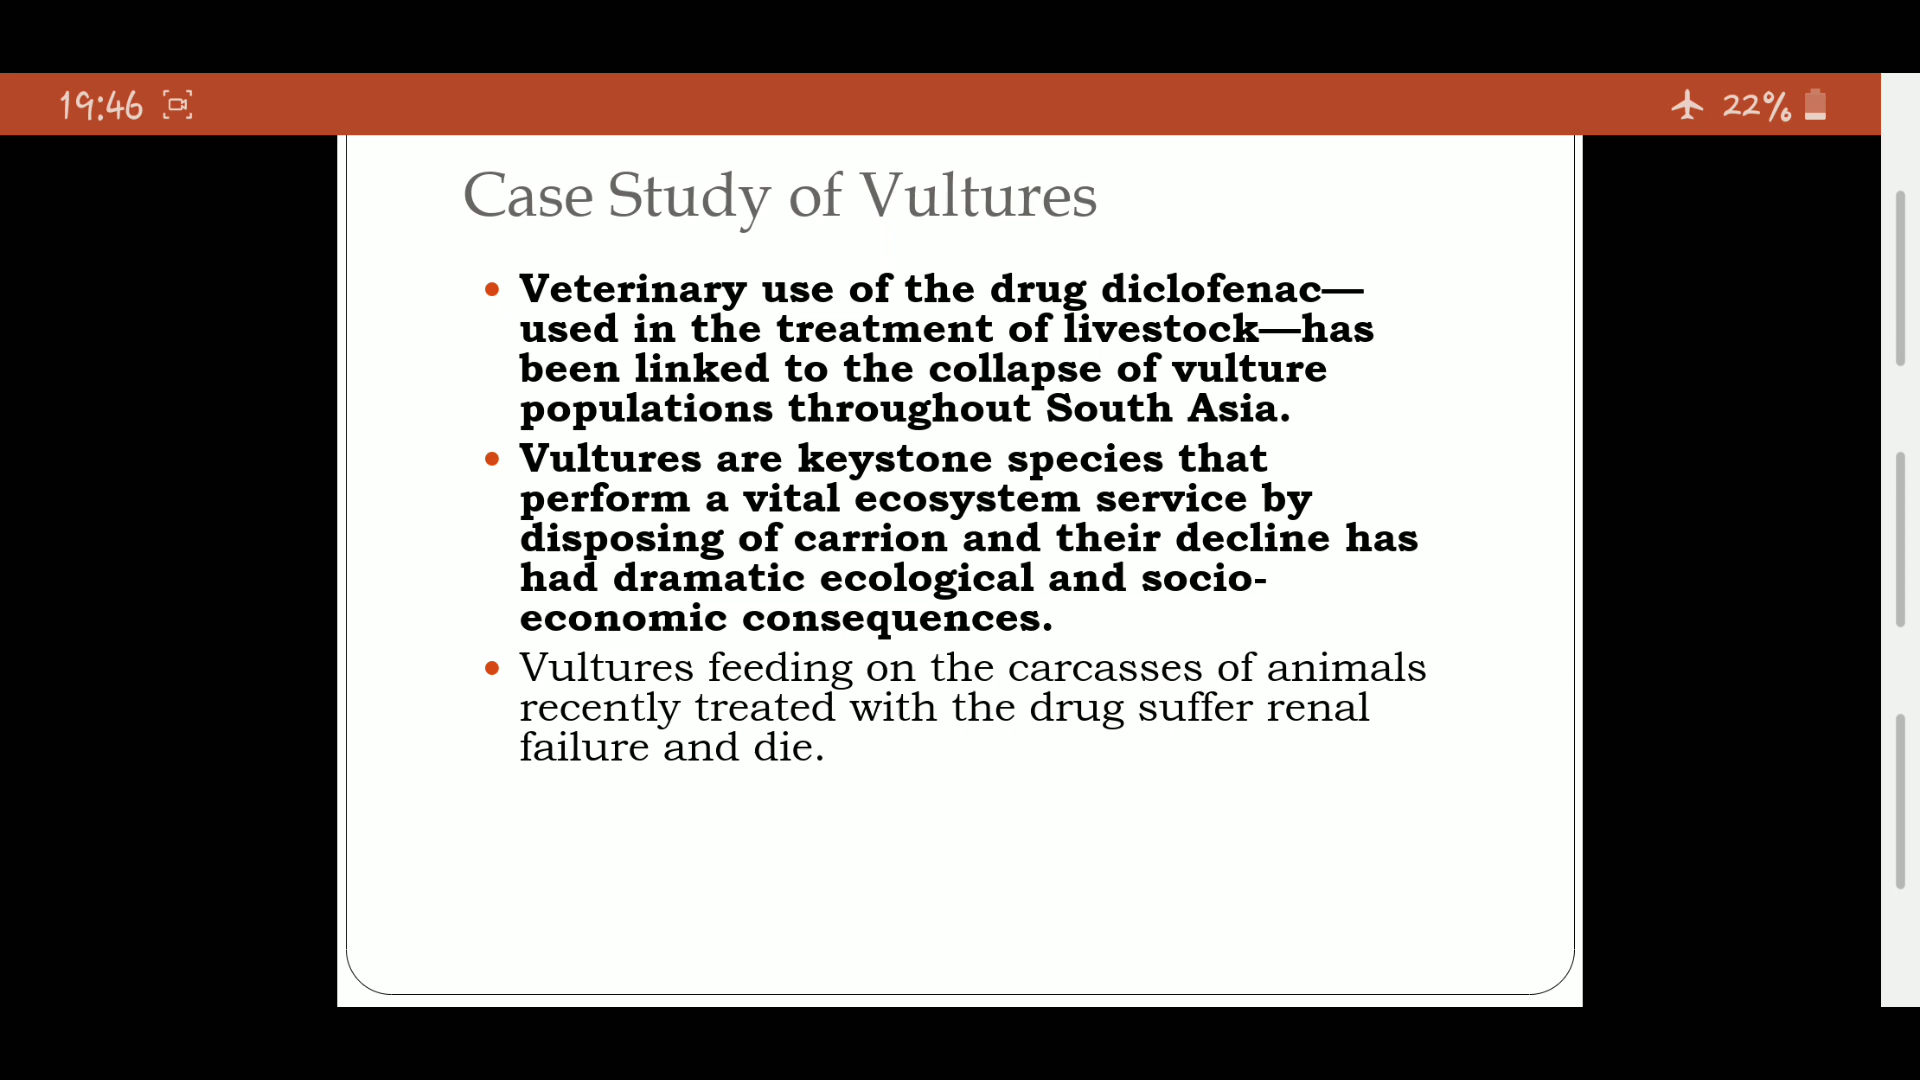 19:46
22%
Case Study of Vultures
• Veterinary use of the drug diclofenac—
used in the treatment of livestock—has
been linked to the collapse of vulture
populations throughout South Asia.
• Vultures are keystone species that
perform a vital ecosystem service by
disposing of carrion and their decline has
had dramatic ecological and socio-
economic consequences.
• Vultures feeding on the carcasses of animals
recently treated with the drug suffer renal
failure and die.